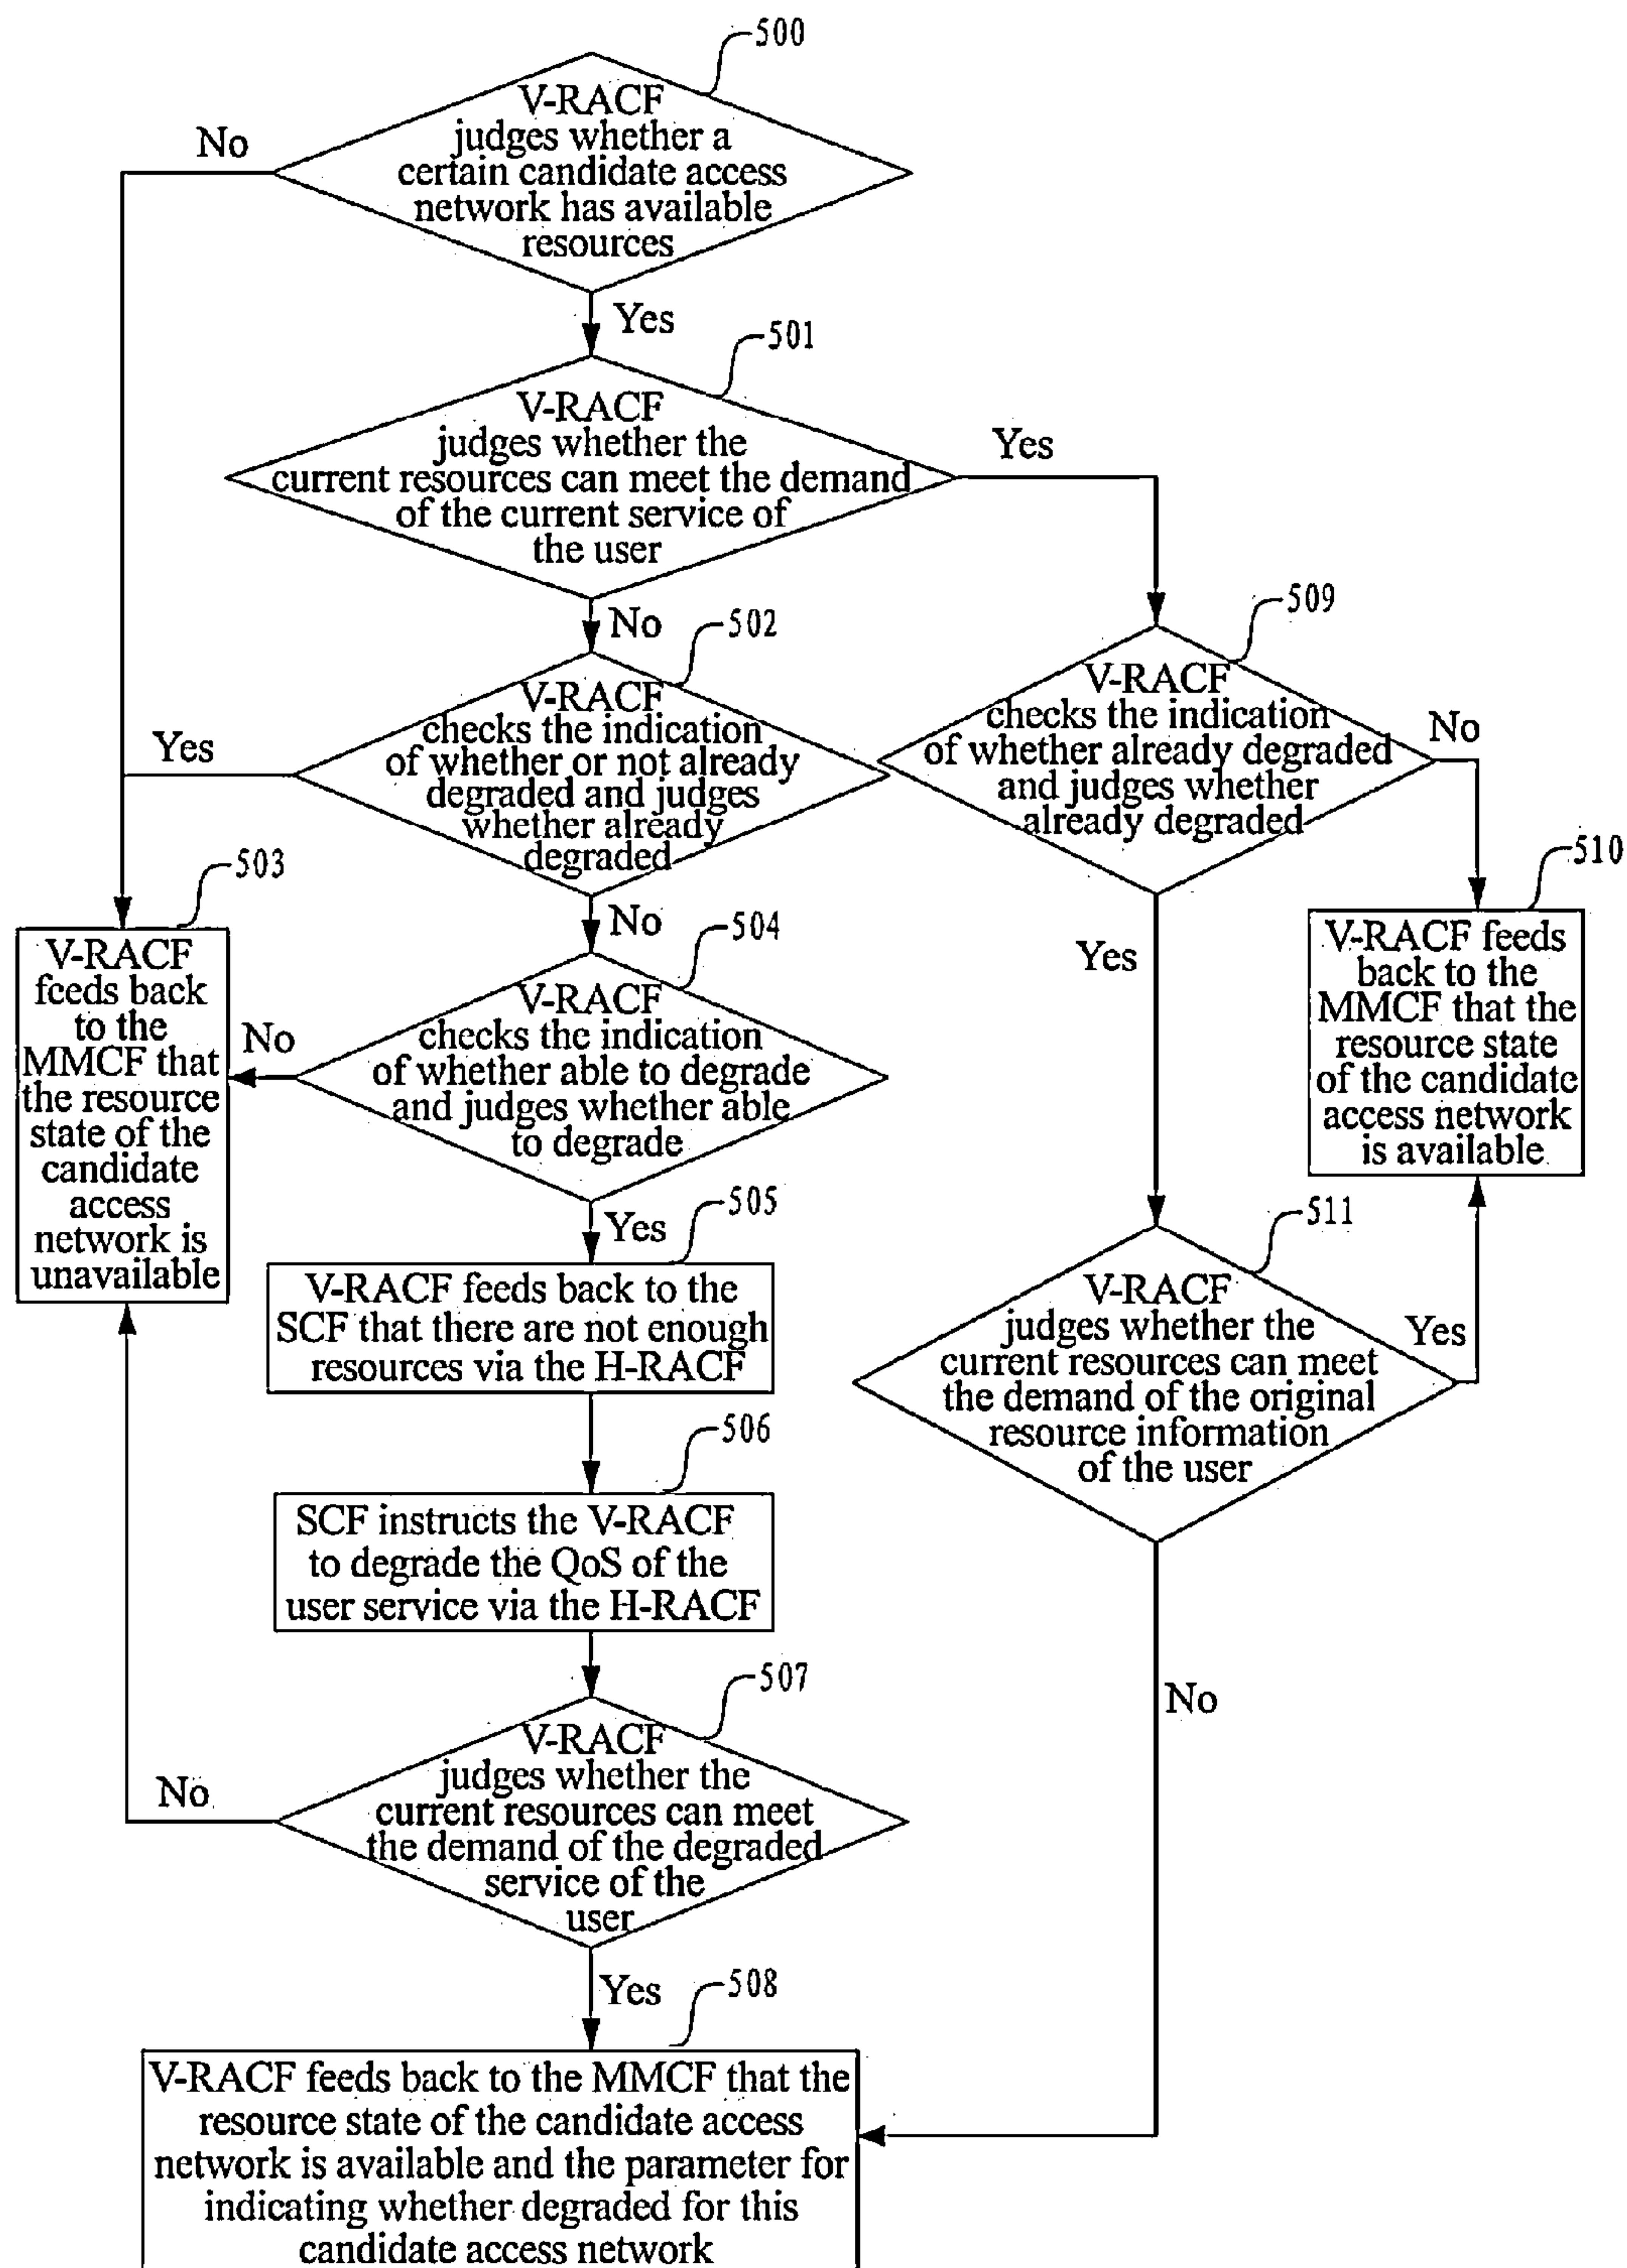 500
V-RACF
judges whether a
certain candidate access
network has available
resources
No
Yes
501
V-RACF
judges whether the
current resources can meet the demand
of the current service of
the user
Yes
No
502
V-RACF
checks the indication
of whether or not already
degraded and judges
whether already
degraded
Yes
No
509
V-RACF
checks the indication
of whether already degraded
and judges whether
already degraded
No
Yes
503
V-RACF
feeds back
to the
MMCF that
the resource
state of the
candidate
access
network is
unavailable
504
V-RACF
checks the indication
of whether able to degrade
and judges whether able
to degrade
No
Yes
510
V-RACF feeds
back to the
MMCF that the
resource state
of the candidate
access network
is available
505
V-RACF feeds back to the
SCF that there are not enough
resources via the H-RACF
511
V-RACF
judges whether the
current resources can meet
the demand of the original
resource information
of the user
Yes
No
506
SCF instructs the V-RACF
to degrade the QoS of the
user service via the H-RACF
507
V-RACF
judges whether the
current resources can meet
the demand of the degraded
service of the
user
No
Yes
508
V-RACF feeds back to the MMCF that the
resource state of the candidate access
network is available and the parameter for
indicating whether degraded for this
candidate access network